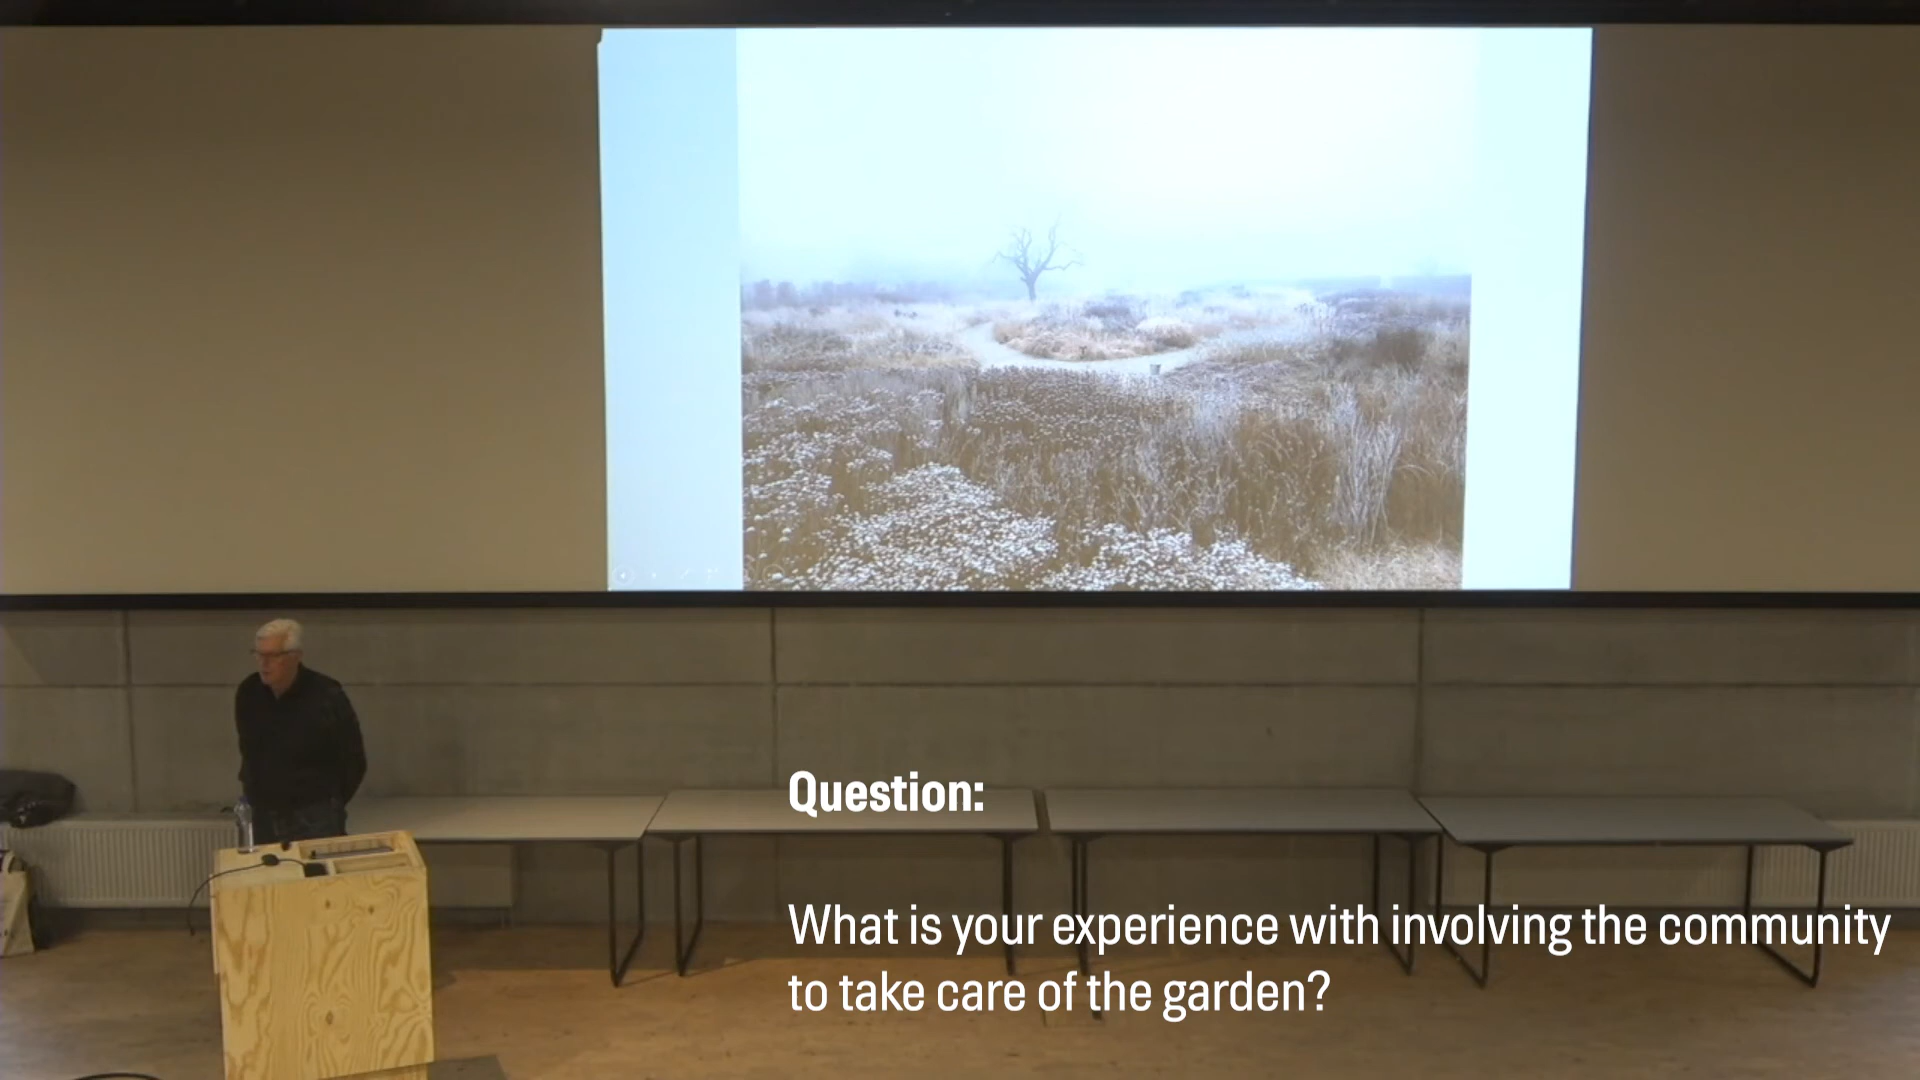 Question:
What is your experience with involving the community
to take care of the garden?